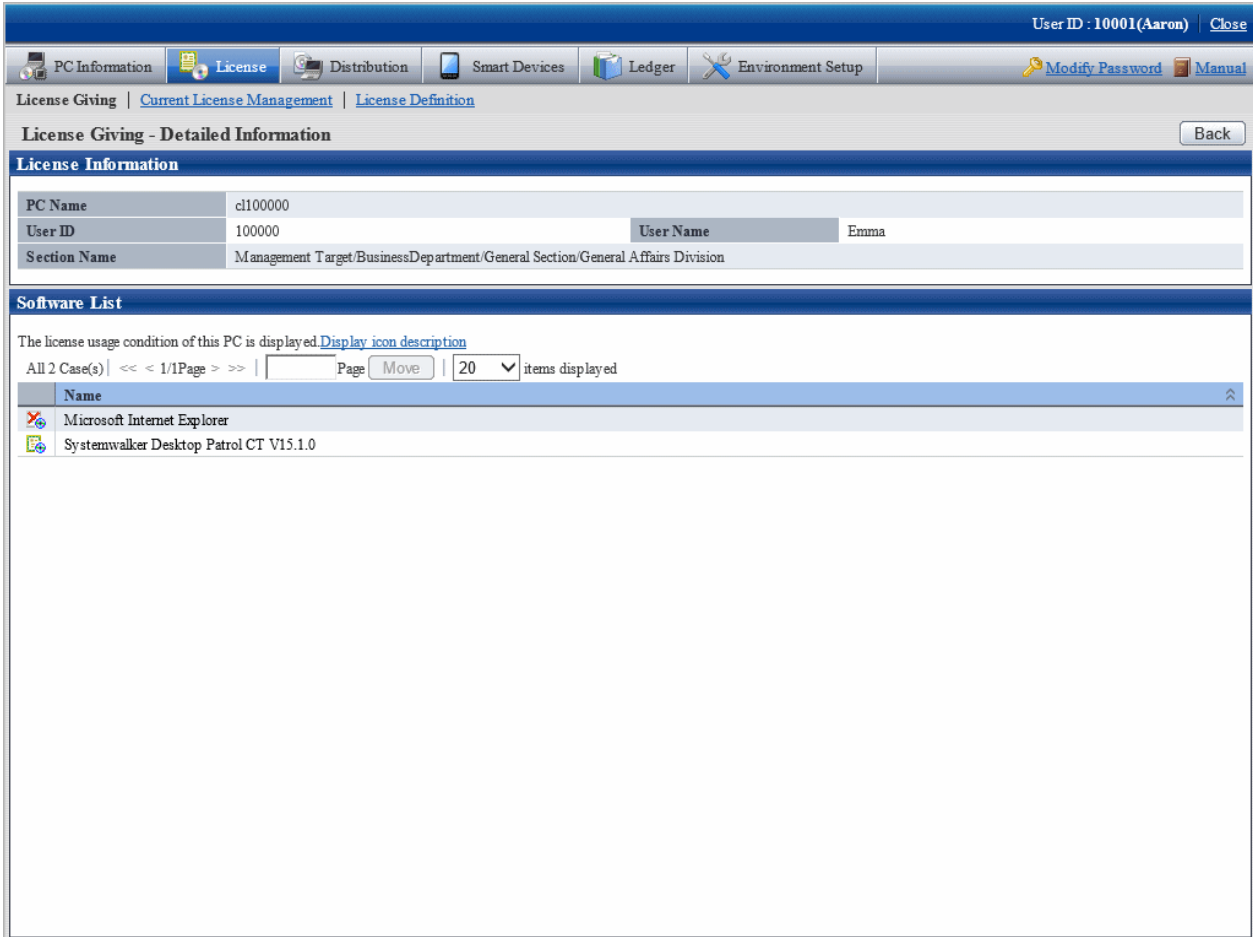 User ID : 10001(Aaron) Close
PC Information License Distribution Smart Devices Ledger Environment Setup Modify Password Manual
License Giving | Current License Management | License Definition
License Giving - Detailed Information Back
License Information
PC Name cl100000
User ID 100000 User Name Emma
Section Name Management Target/BusinessDepartment/General Section/General Affairs Division
Software List
The license usage condition of this PC is displayed.Display icon description
All 2 Case(s) | << < 1/1Page > >> | Page Move | 20 items displayed
Name
Microsoft Internet Explorer
Systemwalker Desktop Patrol CT V15.1.0